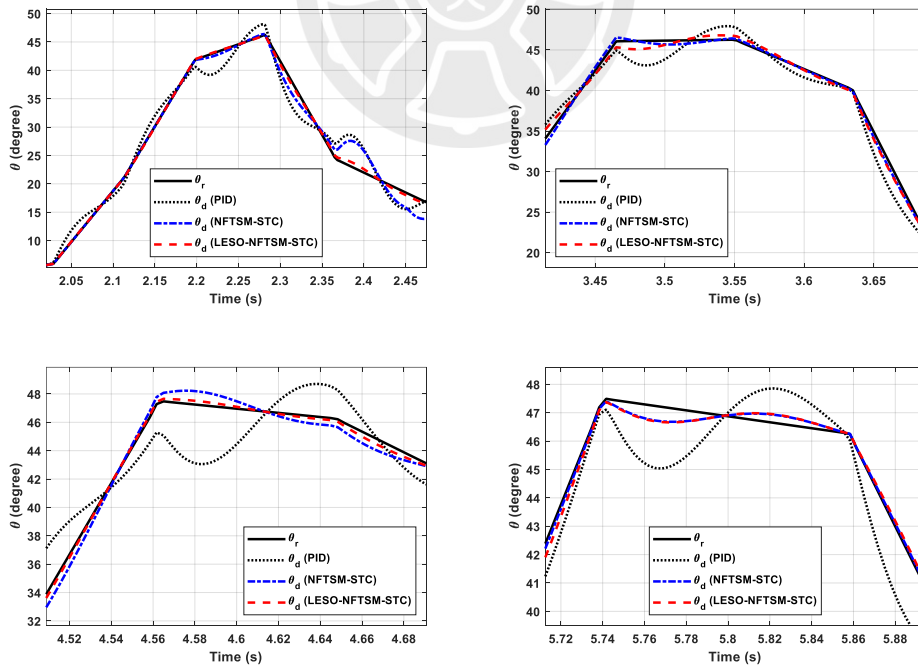 50
45
40
35
30
25
20
15
10
θ (degree)
2.05 2.1 2.15 2.2 2.25 2.3 2.35 2.4 2.45
Time (s)
θr
θd (PID)
θd (NFTSM-STC)
θd (LESO-NFTSM-STC)
50
45
40
35
30
25
20
θ (degree)
3.45 3.5 3.55 3.6 3.65
Time (s)
θr
θd (PID)
θd (NFTSM-STC)
θd (LESO-NFTSM-STC)
48
46
44
42
40
38
36
34
32
θ (degree)
4.52 4.54 4.56 4.58 4.6 4.62 4.64 4.66 4.68
Time (s)
θr
θd (PID)
θd (NFTSM-STC)
θd (LESO-NFTSM-STC)
48
47
46
45
44
43
42
41
40
θ (degree)
5.72 5.74 5.76 5.78 5.8 5.82 5.84 5.86 5.88
Time (s)
θr
θd (PID)
θd (NFTSM-STC)
θd (LESO-NFTSM-STC)